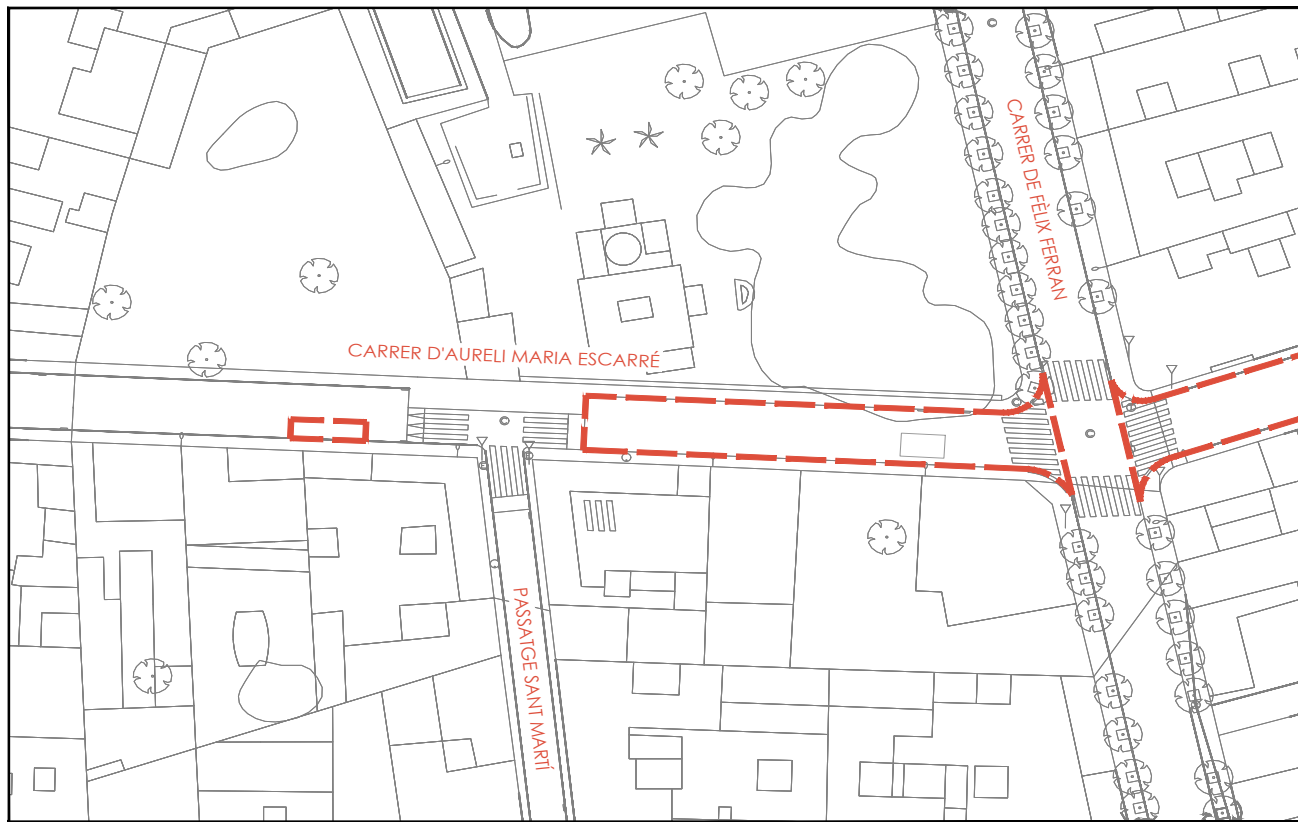 CARRER DE FÈLIX FERRAN
CARRER D'AURELI MARIA ESCARRÉ
PASSATGE SANT MARTÍ